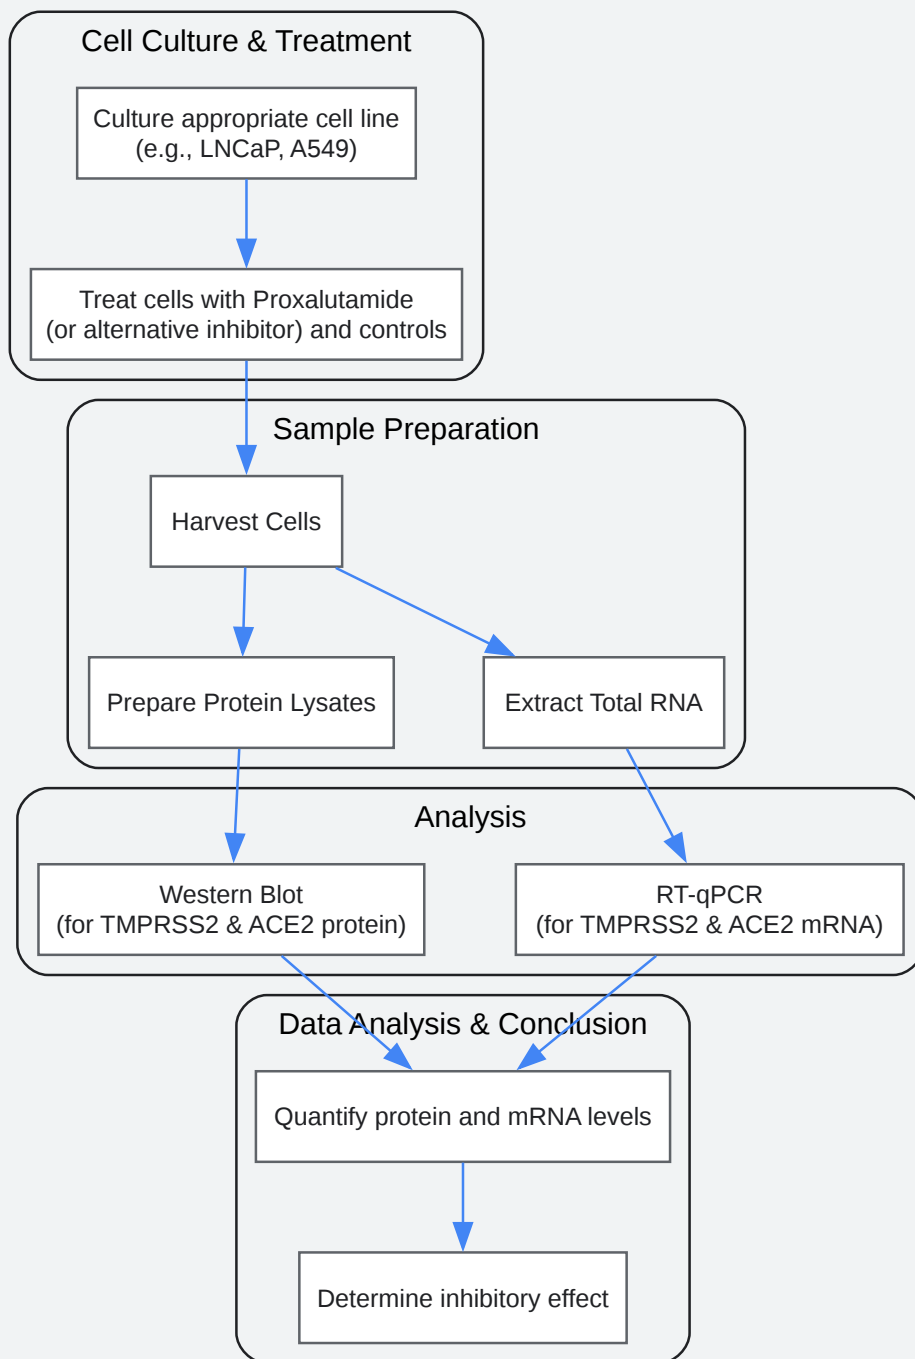 Cell Culture & Treatment
Culture appropriate cell line
(e.g., LNCaP, A549)
Treat cells with Proxalutamide
(or alternative inhibitor) and controls
Sample Preparation
Harvest Cells
Prepare Protein Lysates
Extract Total RNA
Analysis
Western Blot
(for TMPRSS2 & ACE2 protein)
RT-qPCR
(for TMPRSS2 & ACE2 mRNA)
Data Analysis & Conclusion
Quantify protein and mRNA levels
Determine inhibitory effect